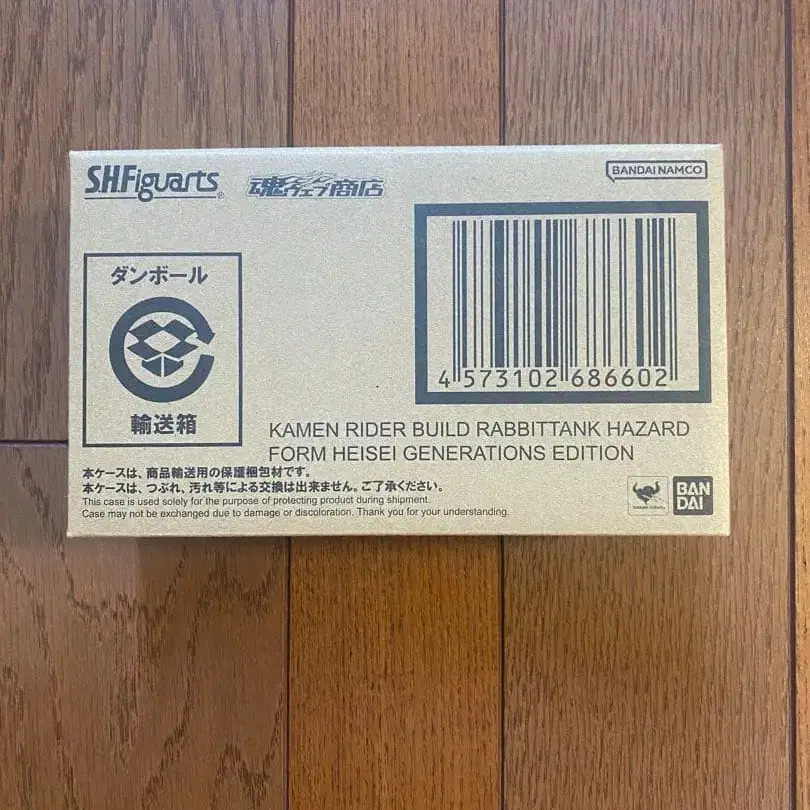 S.H.Figuarts
魂ウェブ商店
BANDAI NAMCO
ダンボール
輸送箱
4 573102 686602
KAMEN RIDER BUILD RABBITTANK HAZARD
FORM HEISEI GENERATIONS EDITION
本ケースは、商品輸送用の保護梱包材です。
本ケースは、つぶれ、汚れ等による交換は出来ません。ご了承ください。
This case is used solely for the purpose of protecting product during shipment.
Case may not be exchanged due to damage or discoloration. Thank you for your understanding.
BAN
DAI